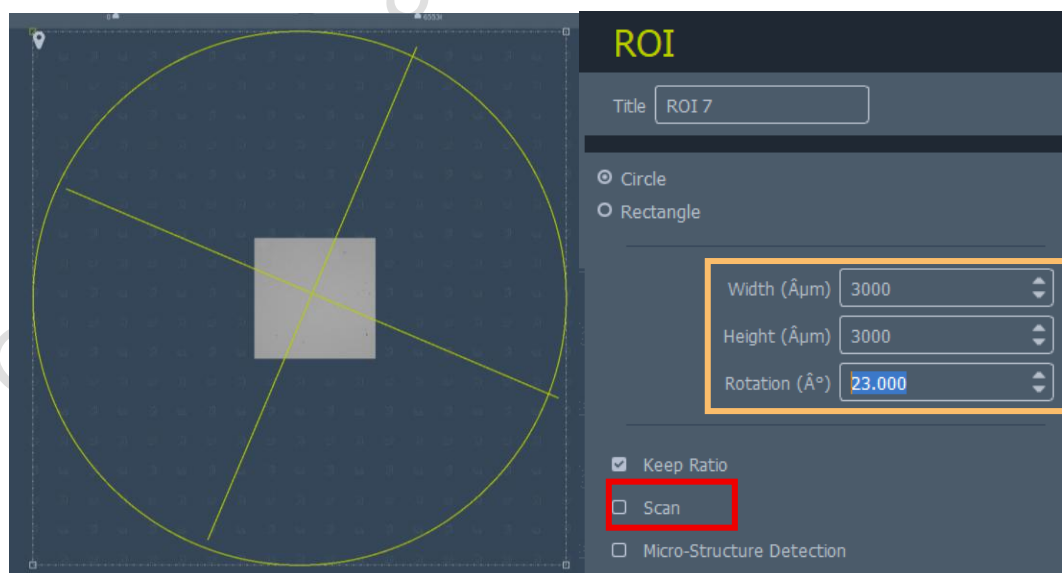 ROI
Title ROI 7
Circle
Rectangle
Width (Âµm) 3000
Height (Âµm) 3000
Rotation (Â°) 23.000
Keep Ratio
Scan
Micro-Structure Detection